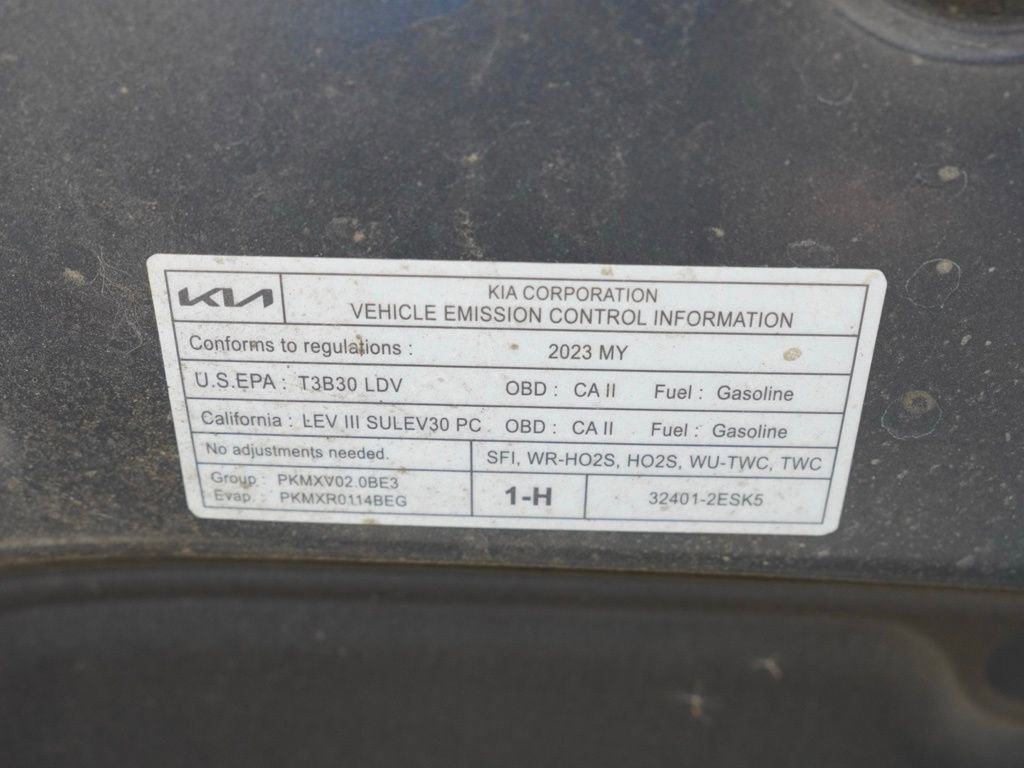 KIA
KIA CORPORATION
VEHICLE EMISSION CONTROL INFORMATION
Conforms to regulations : 2023 MY
U.S.EPA : T3B30 LDV OBD : CA II Fuel : Gasoline
California : LEV III SULEV30 PC OBD : CA II Fuel : Gasoline
No adjustments needed. SFI, WR-HO2S, HO2S, WU-TWC, TWC
Group : PKMXV02.0BE3
Evap. : PKMXR0114BEG
1-H
32401-2ESK5